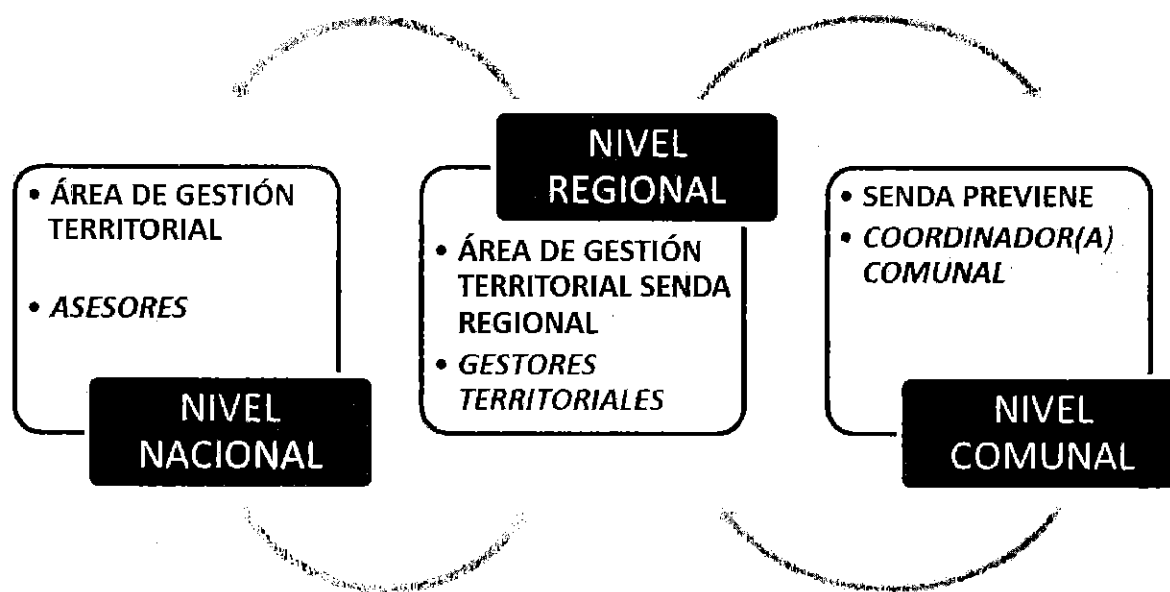 • ÁREA DE GESTIÓN
TERRITORIAL
• ASESORES
NIVEL
NACIONAL
NIVEL
REGIONAL
• ÁREA DE GESTIÓN
TERRITORIAL SENDA
REGIONAL
• GESTORES
TERRITORIALES
• SENDA PREVIENE
• COORDINADOR(A)
COMUNAL
NIVEL
COMUNAL